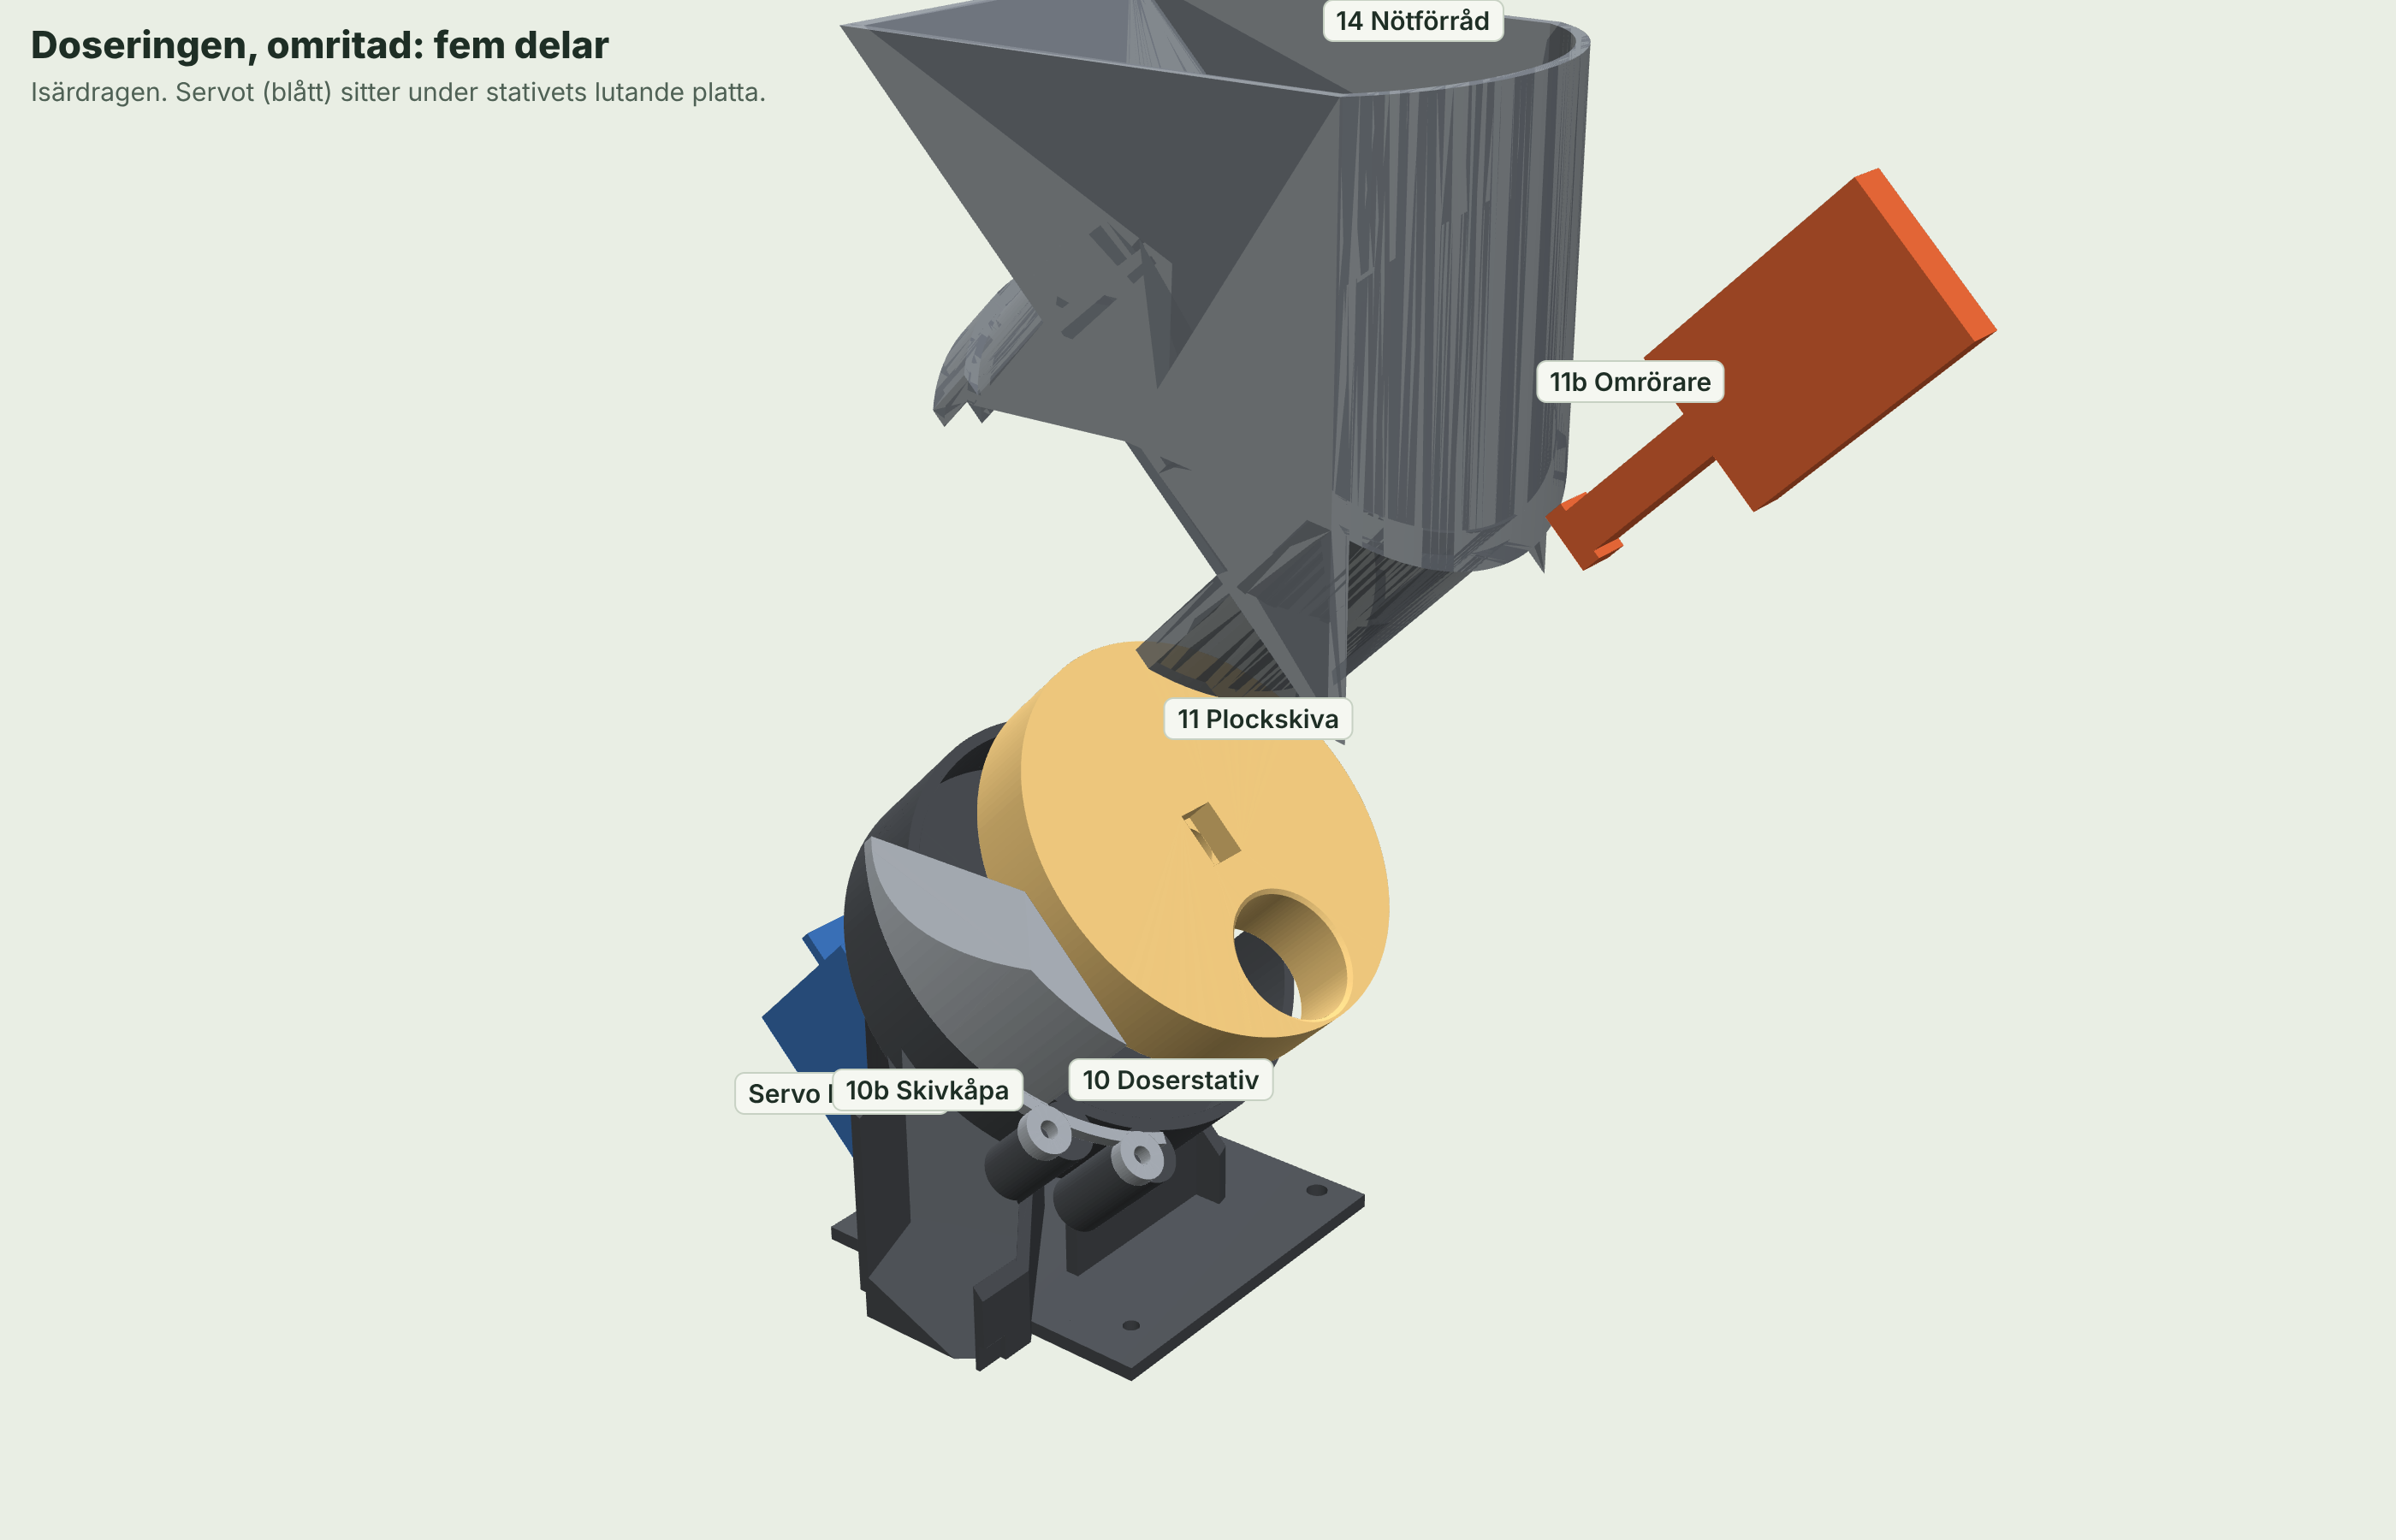 Doseringen, omritad: fem delar
Isärdragen. Servot (blått) sitter under stativets lutande platta.
14 Nötförråd
11b Omrörare
11 Plockskiva
Servo
10b Skivkåpa
10 Doserstativ